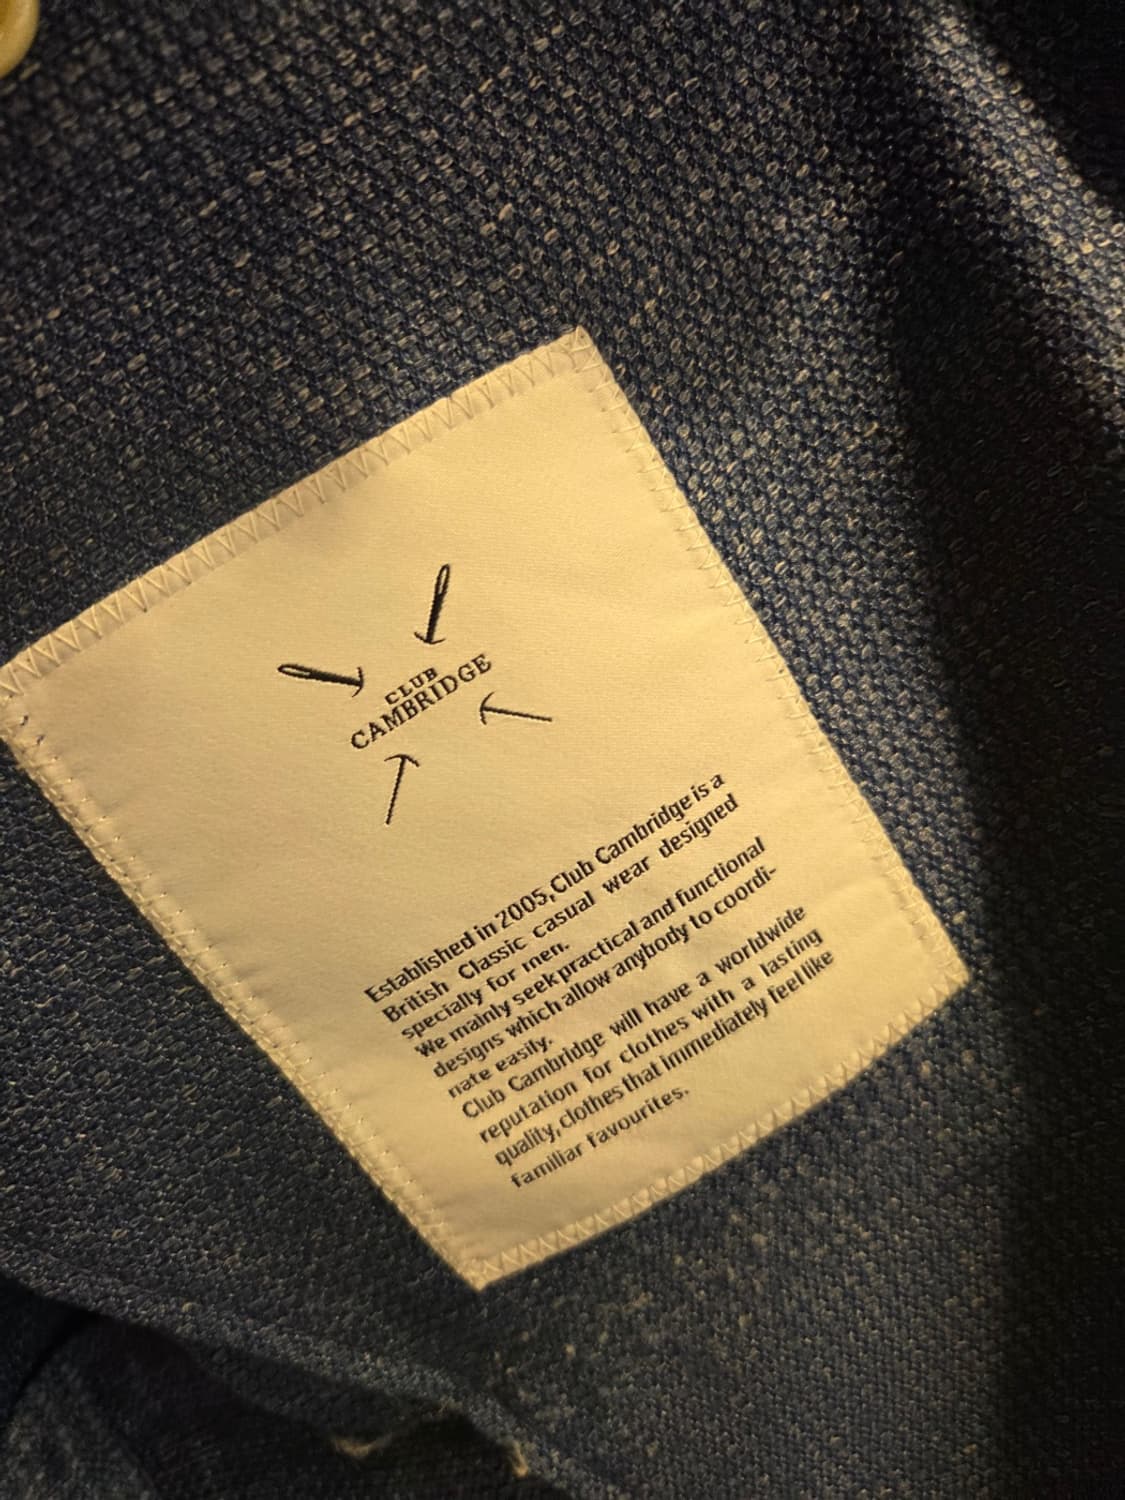 CLUB
CAMBRIDGE
Established in 2005, Club Cambridge is a
British Classic casual wear designed
specially for men.
We mainly seek practical and functional
designs which allow anybody to coordi-
nate easily.
Club Cambridge will have a worldwide
reputation for clothes with a lasting
quality, clothes that immediately feel like
familiar favourites.